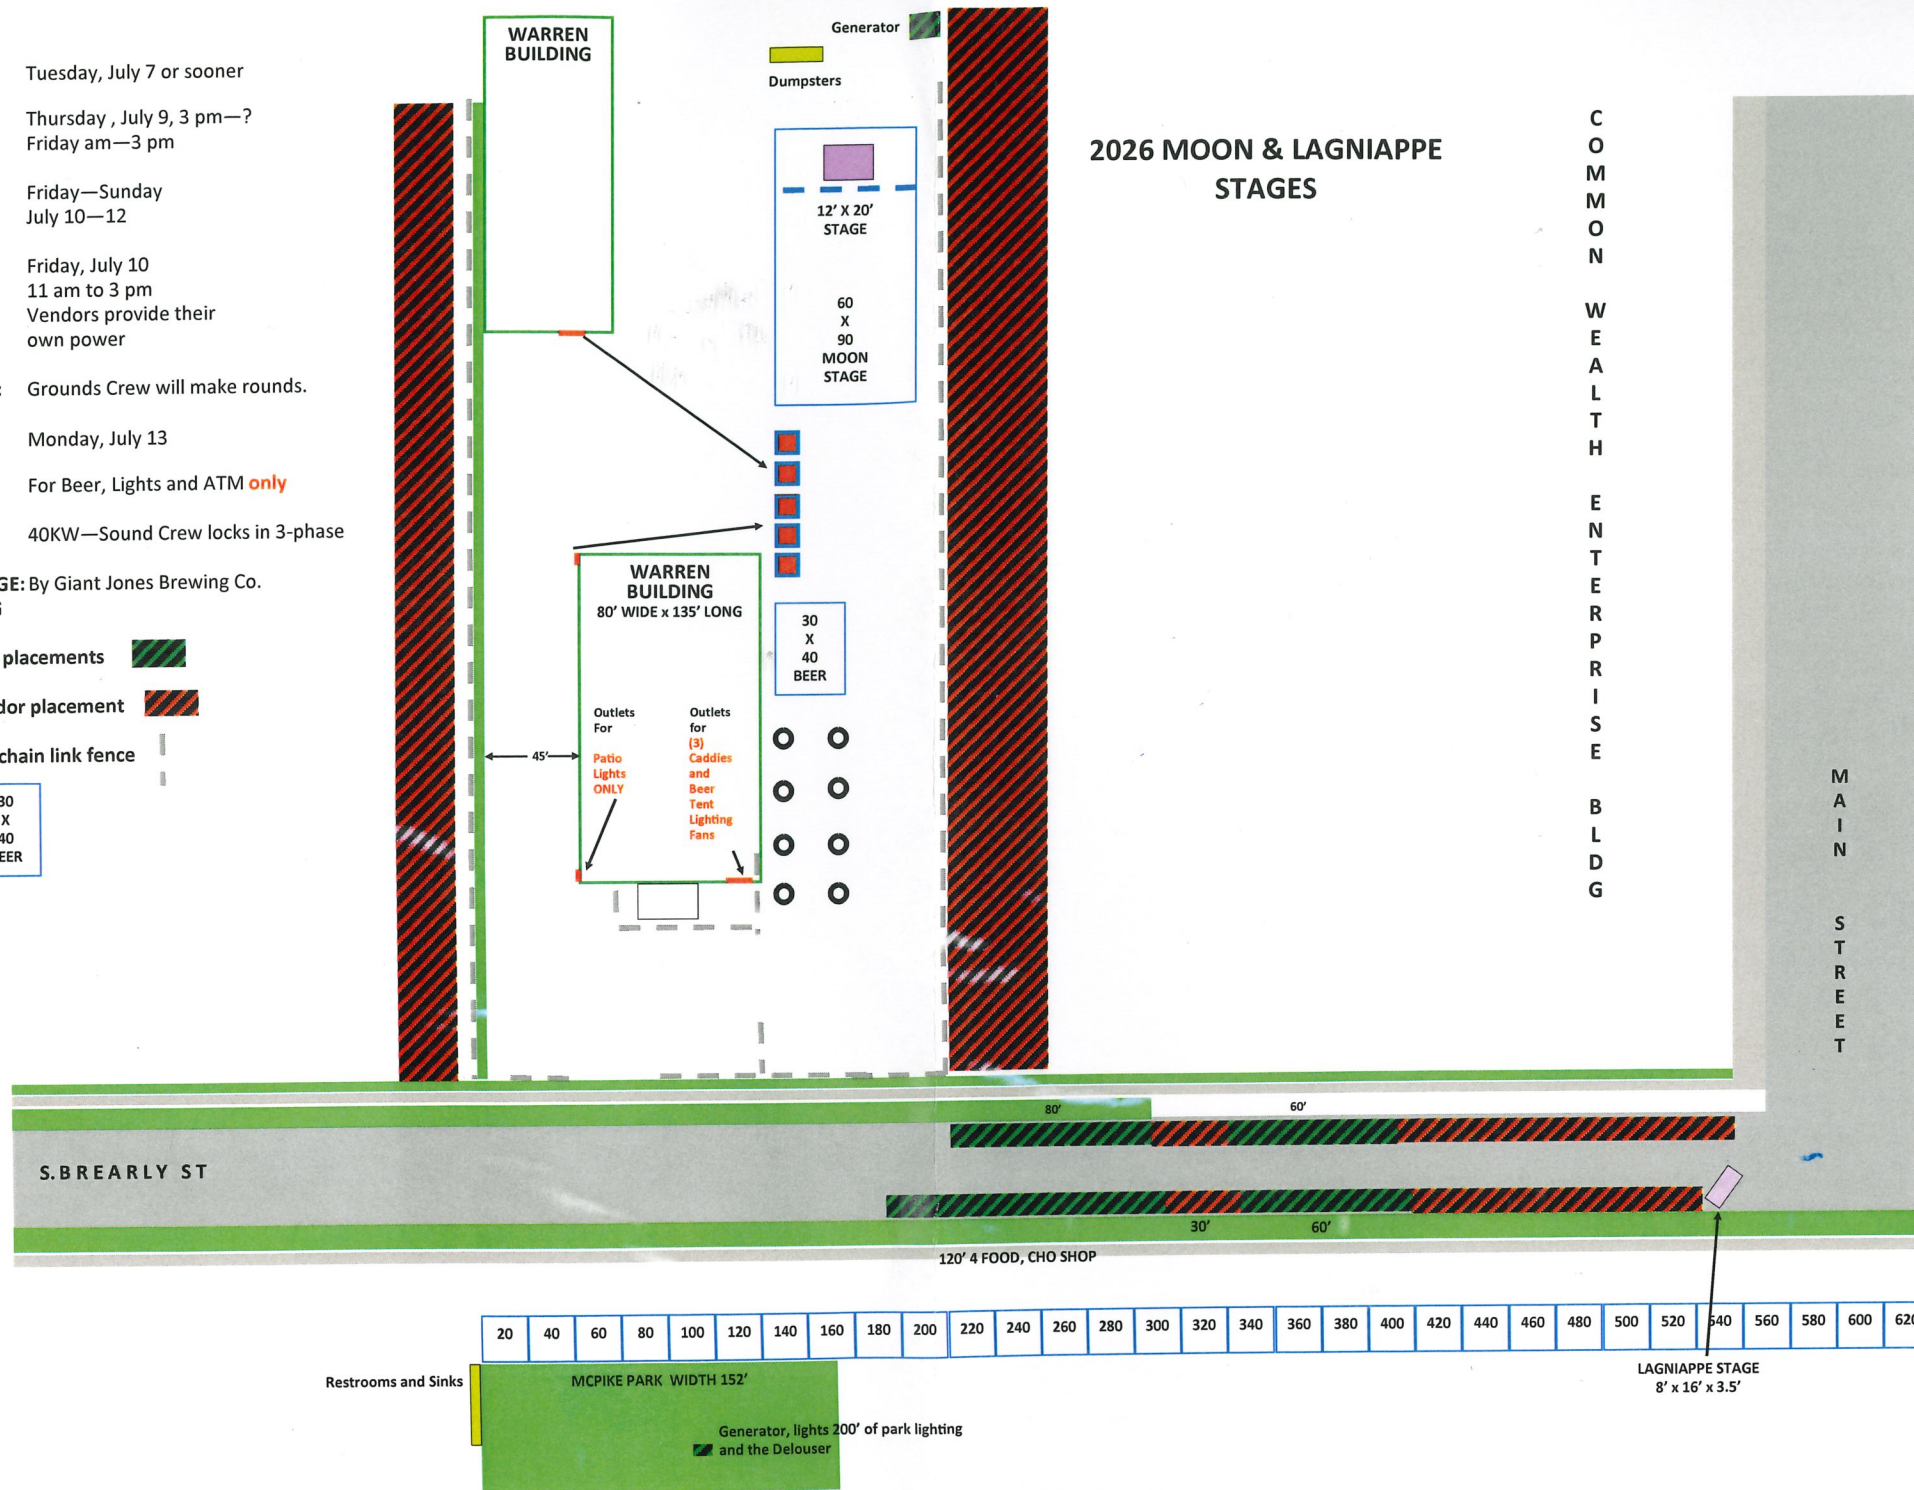 Tuesday, July 7 or sooner
Thursday , July 9, 3 pm—?
Friday am—3 pm
Friday—Sunday
July 10—12
Friday, July 10
11 am to 3 pm
Vendors provide their
own power
: Grounds Crew will make rounds.
Monday, July 13
For Beer, Lights and ATM only
40KW—Sound Crew locks in 3-phase
GE: By Giant Jones Brewing Co.
placements
dor placement
chain link fence
30
X
40
EER
WARREN
BUILDING
Generator
Dumpsters
12' X 20'
STAGE
60
X
90
MOON
STAGE
2026 MOON & LAGNIAPPE
STAGES
COMMON WEALTH ENTERPRISE BLDG
MAIN STREET
WARREN
BUILDING
80' WIDE x 135' LONG
30
X
40
BEER
Outlets
For
Patio
Lights
ONLY
Outlets
for
(3)
Caddies
and
Beer
Tent
Lighting
Fans
45'
80'
60'
S.BREARLY ST
30'
60'
120' 4 FOOD, CHO SHOP
20 40 60 80 100 120 140 160 180 200 220 240 260 280 300 320 340 360 380 400 420 440 460 480 500 520 540 560 580 600 620
Restrooms and Sinks
MCPIKE PARK WIDTH 152'
Generator, lights 200' of park lighting
and the Delouser
LAGNIAPPE STAGE
8' x 16' x 3.5'